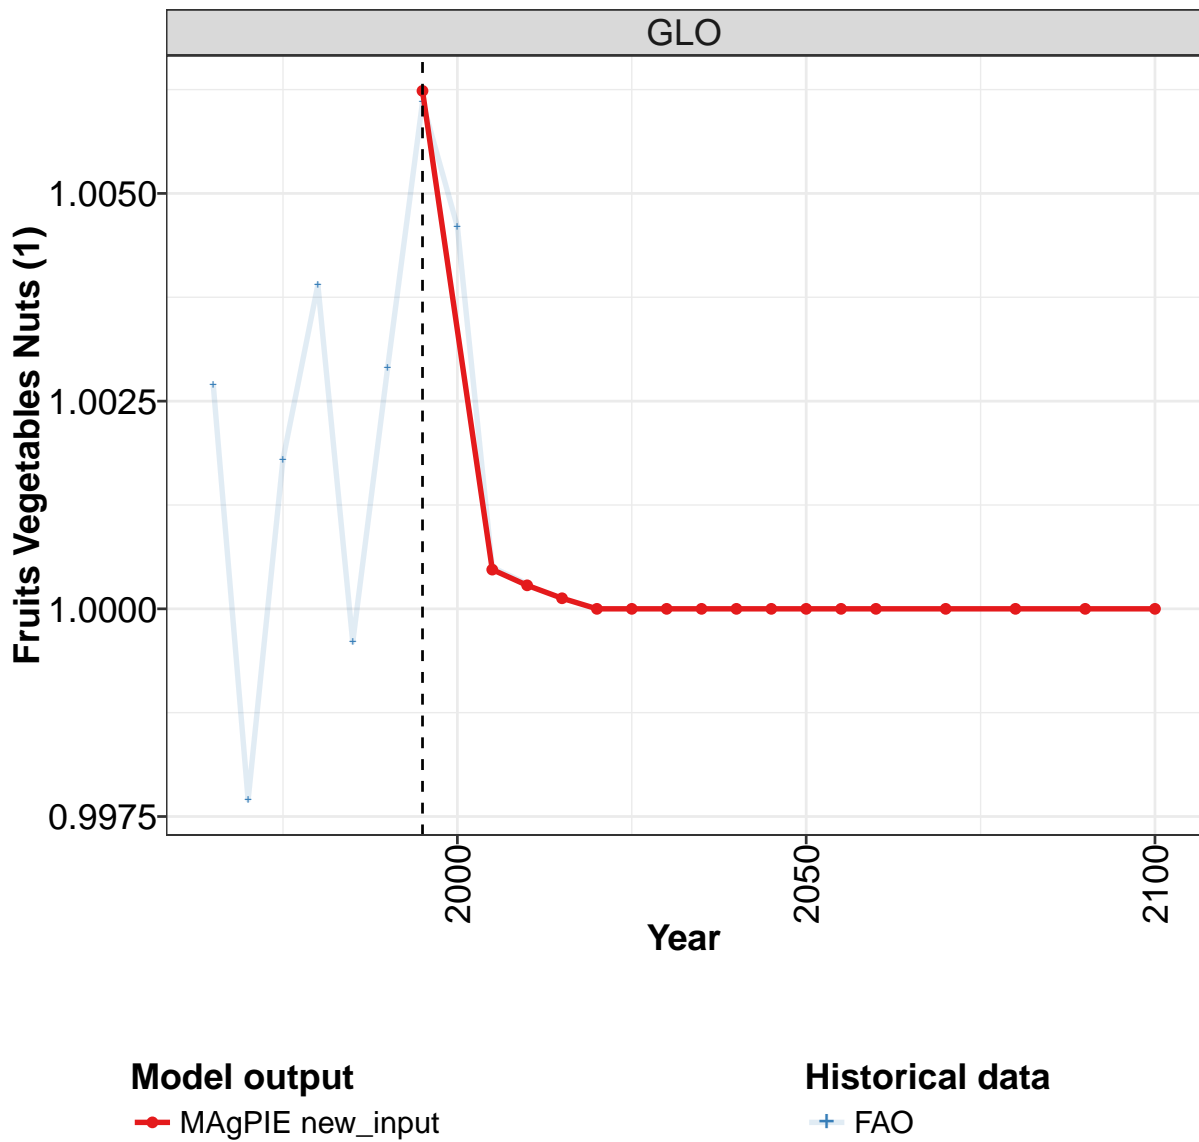 GLO
Fruits Vegetables Nuts (1)
1.0050
1.0025
1.0000
0.9975
2000
2050
2100
Year
Model output
MAgPIE new_input
Historical data
FAO